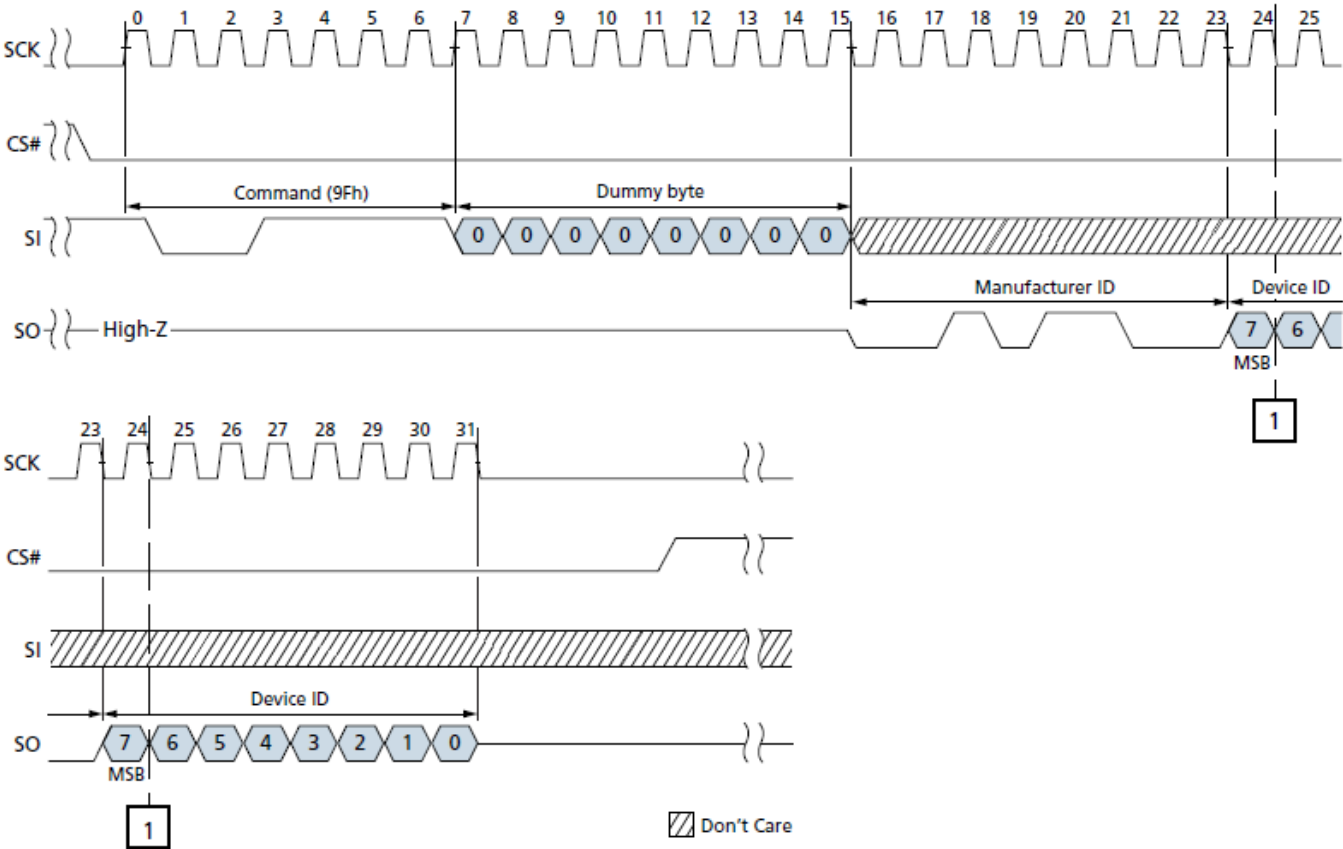 0 1 2 3 4 5 6 7 8 9 10 11 12 13 14 15 16 17 18 19 20 21 22 23 24 25
SCK
CS#
Command (9Fh) Dummy byte
SI 0 0 0 0 0 0 0 0
Manufacturer ID Device ID
SO High-Z 7 6
MSB
1
23 24 25 26 27 28 29 30 31
SCK
CS#
SI
Device ID
SO 7 6 5 4 3 2 1 0
MSB
1
Don't Care